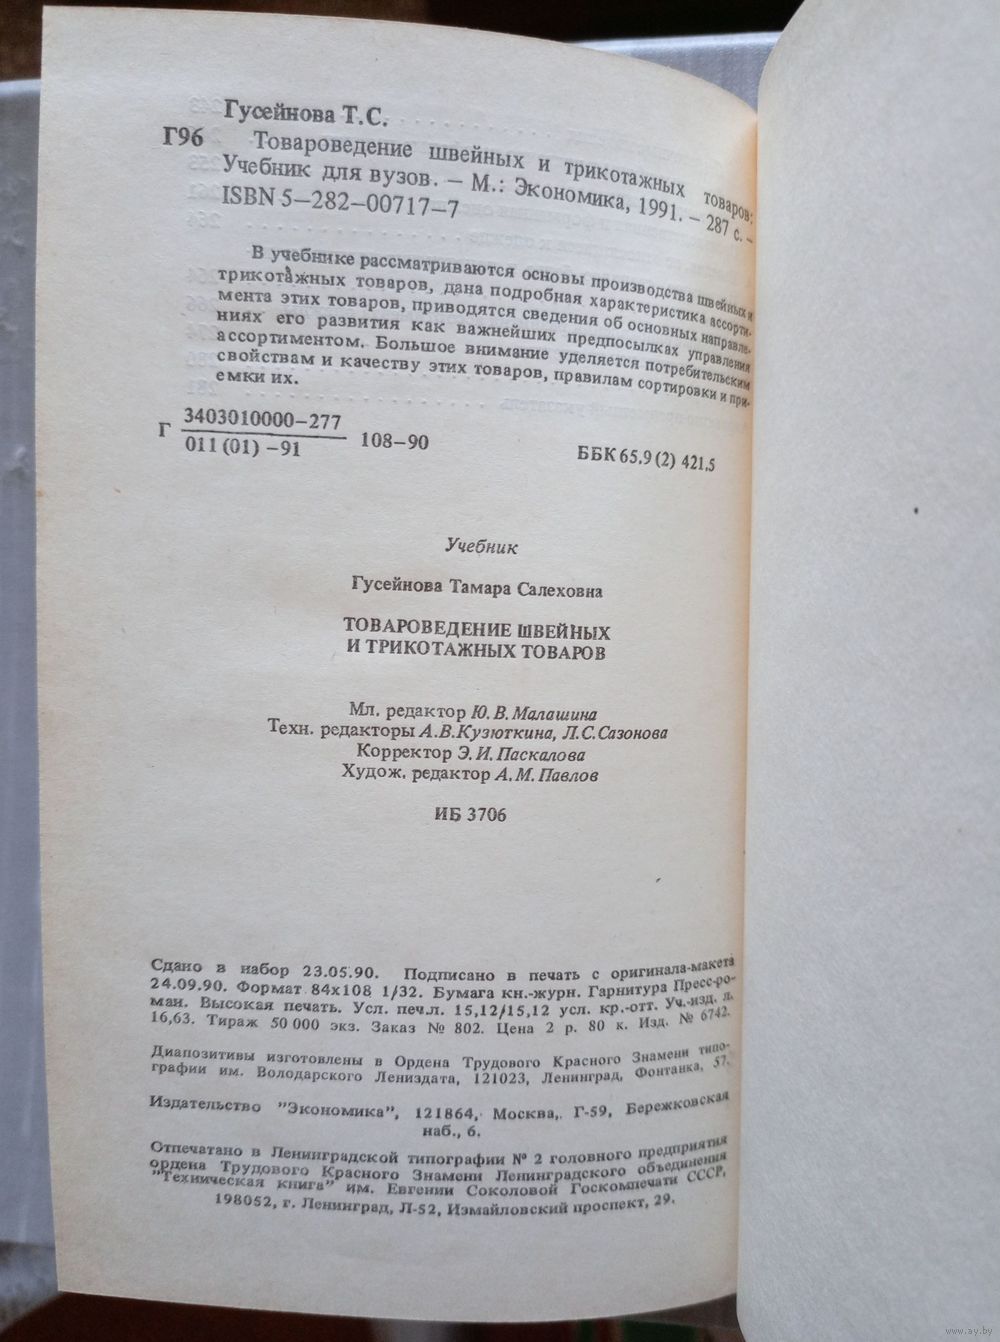 Гусейнова Т.С.
Г96 Товароведение швейных и трикотажных товаров:
Учебник для вузов. – М.: Экономика, 1991. – 287 с. –
ISBN 5–282–00717–7
В учебнике рассматриваются основы производства швейных и
трикотажных товаров, дана подробная характеристика ассорти-
мента этих товаров, приводятся сведения об основных направле-
ниях его развития как важнейших предпосылках управления
ассортиментом. Большое внимание уделяется потребительским
свойствам и качеству этих товаров, правилам сортировки и при-
емки их.
Г 3403010000–277
011 (01) –91
108–90
ББК 65.9 (2) 421.5
Учебник
Гусейнова Тамара Салеховна
ТОВАРОВЕДЕНИЕ ШВЕЙНЫХ
И ТРИКОТАЖНЫХ ТОВАРОВ
Мл. редактор Ю.В. Малашина
Техн. редакторы А.В.Кузюткина, Л.С.Сазонова
Корректор Э.И. Паскалова
Худож. редактор А.М. Павлов
ИБ 3706
Сдано в набор 23.05.90. Подписано в печать с оригинала-макета
24.09.90. Формат 84х108 1/32. Бумага кн.-журн. Гарнитура Пресс-ро-
ман. Высокая печать. Усл. печ.л. 15,12/15,12 усл. кр.-отт. Уч.-изд. л.
16,63. Тираж 50 000 экз. Заказ № 802. Цена 2 р. 80 к. Изд. № 6742.
Диапозитивы изготовлены в Ордена Трудового Красного Знамени типо-
графии им. Володарского Лениздата, 121023, Ленинград, Фонтанка, 57.
Издательство "Экономика", 121864, Москва, Г-59, Бережковская
наб., 6.
Отпечатано в Ленинградской типографии № 2 головного предприятия
ордена Трудового Красного Знамени Ленинградского объединения
"Техническая книга" им. Евгении Соколовой Госкомпечати СССР,
198052, г. Ленинград, Л-52, Измайловский проспект, 29.
www.ay.by